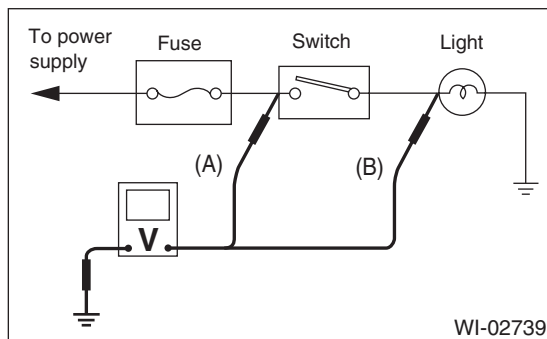 To power
supply
Fuse
Switch
Light
(A)
(B)
V
WI-02739